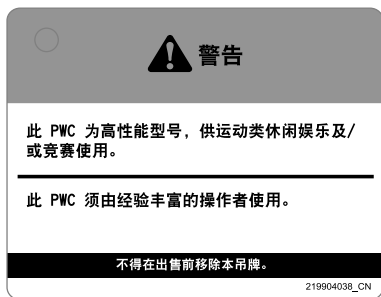 警告
此 PWC 为高性能型号，供运动类休闲娱乐及/
或竞赛使用。
此 PWC 须由经验丰富的操作者使用。
不得在出售前移除本吊牌。
219904038_CN